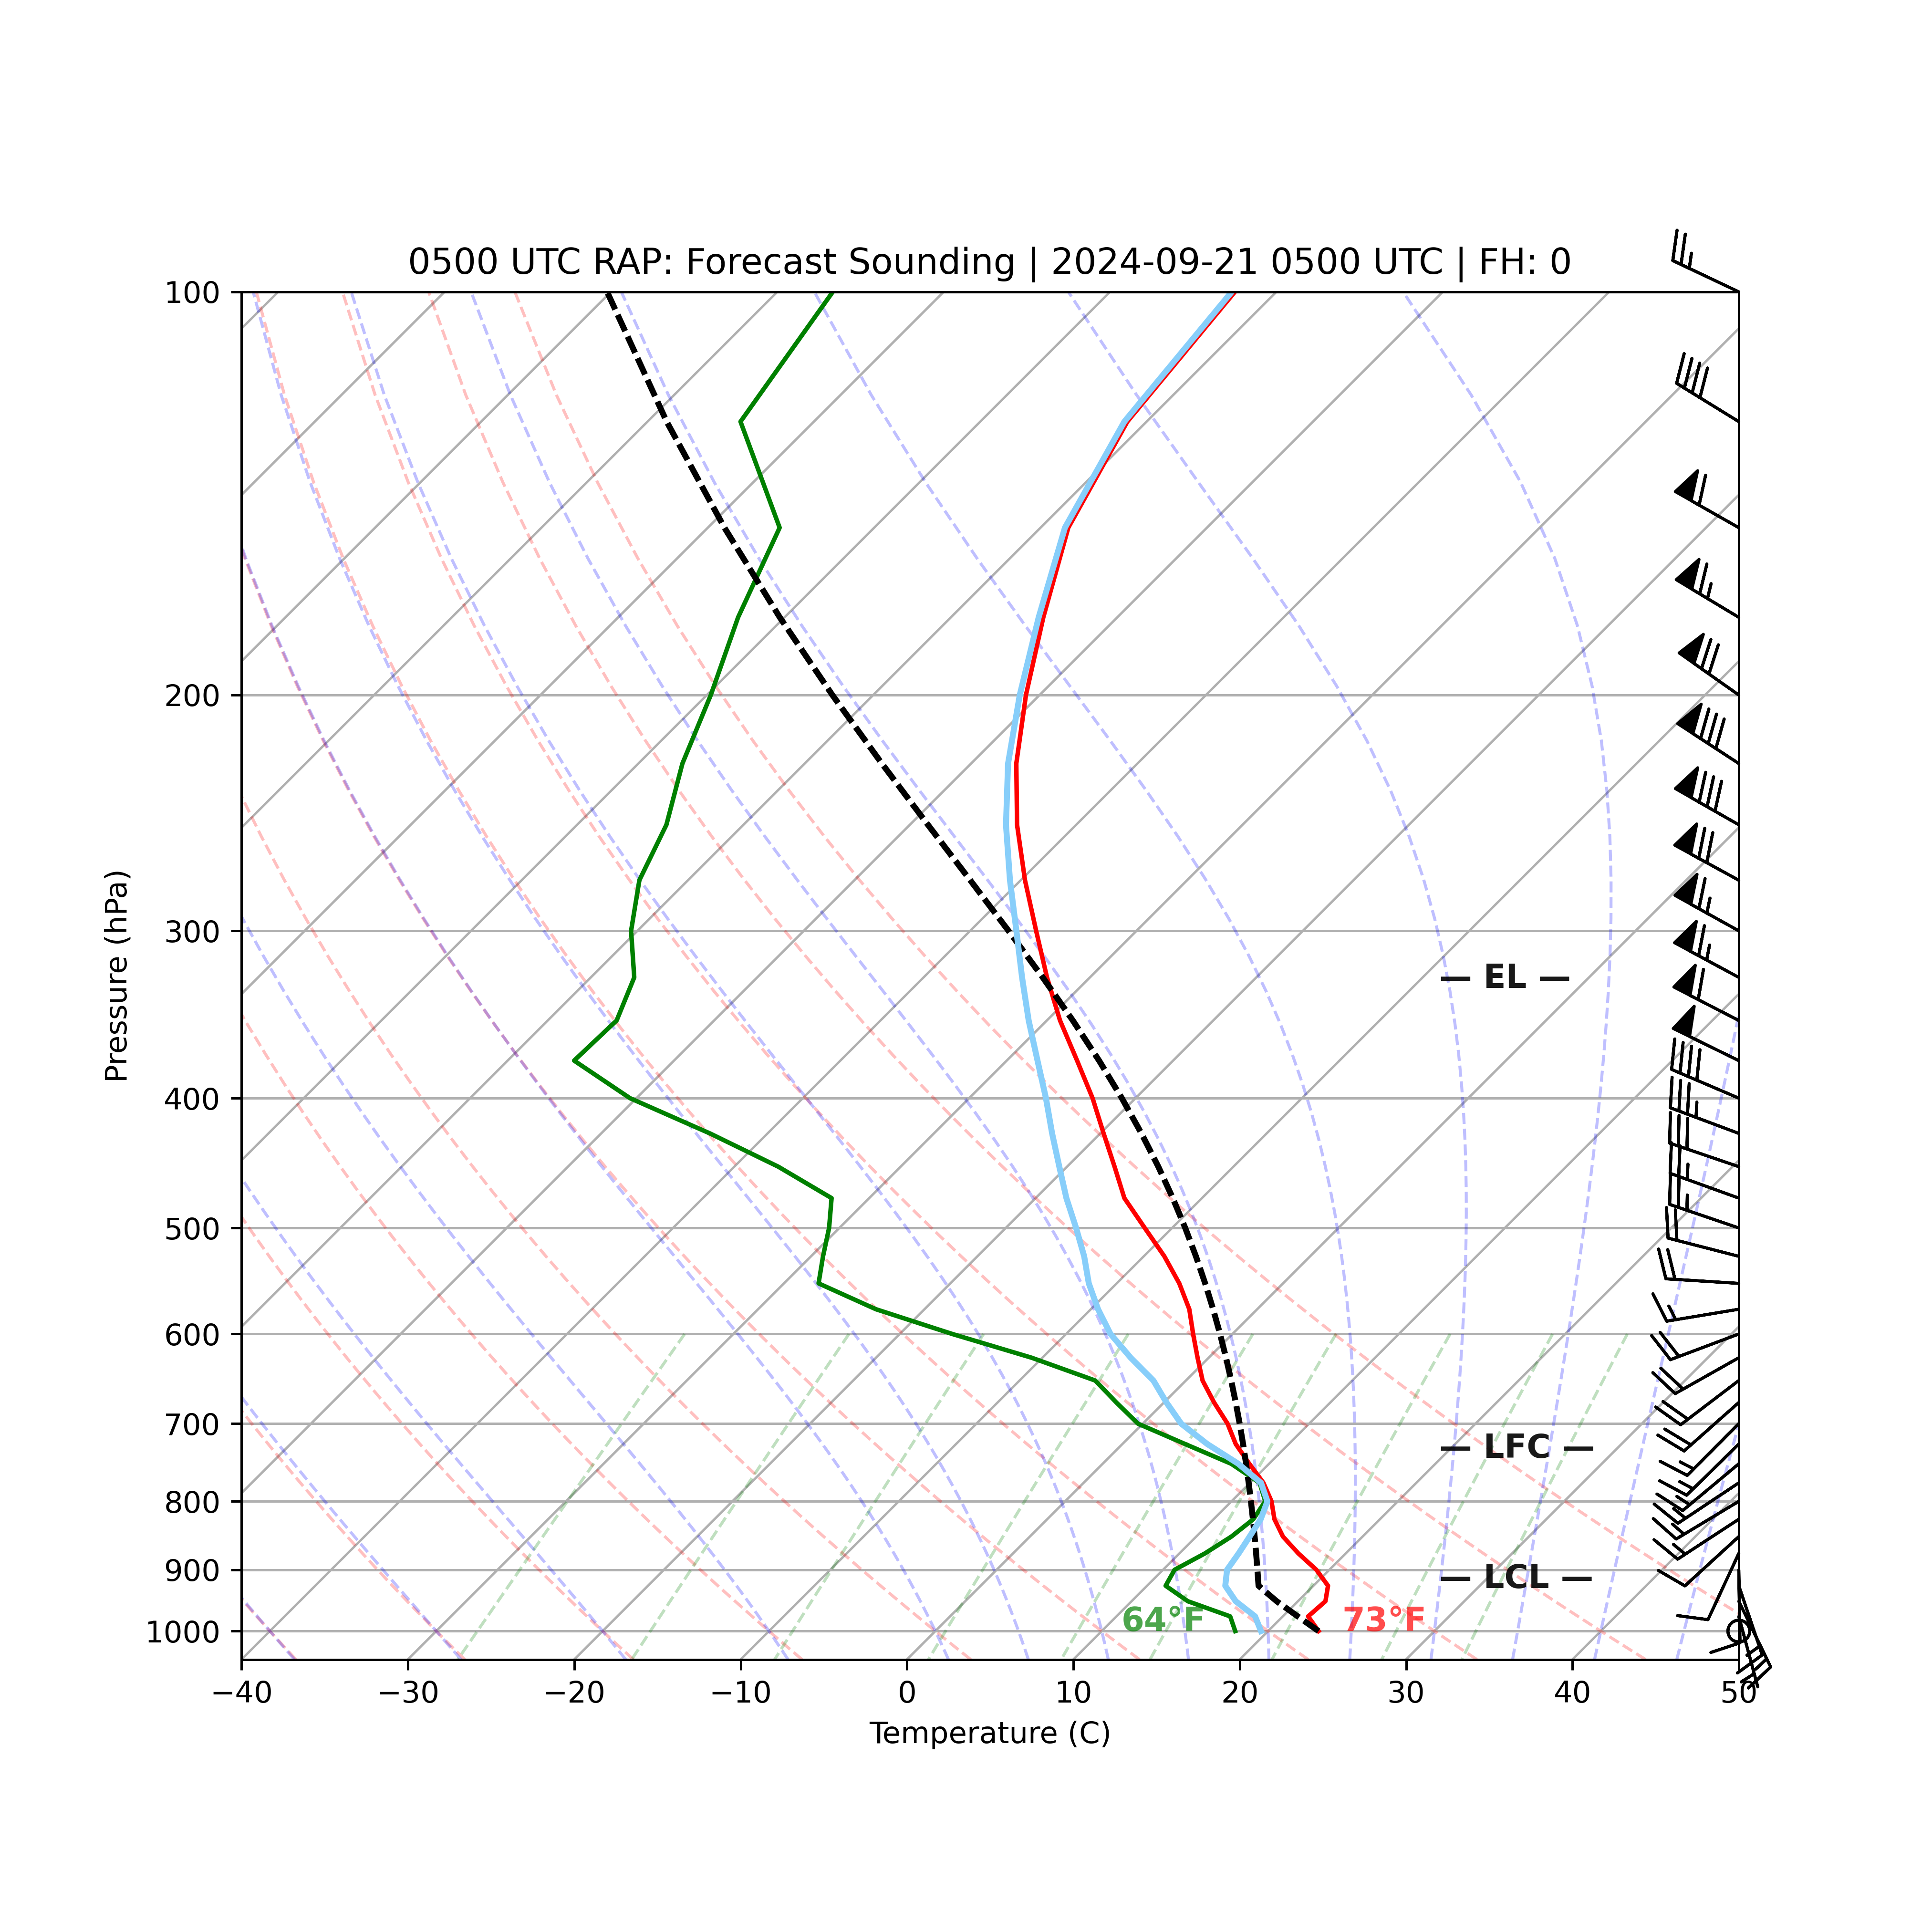 0500 UTC RAP: Forecast Sounding | 2024-09-21 0500 UTC | FH: 0
100
200
300
— EL —
400
500
600
700
— LFC —
800
900
— LCL —
64°F
73°F
1000
−40
−30
−20
−10
0
10
20
30
40
50
Temperature (C)
Pressure (hPa)